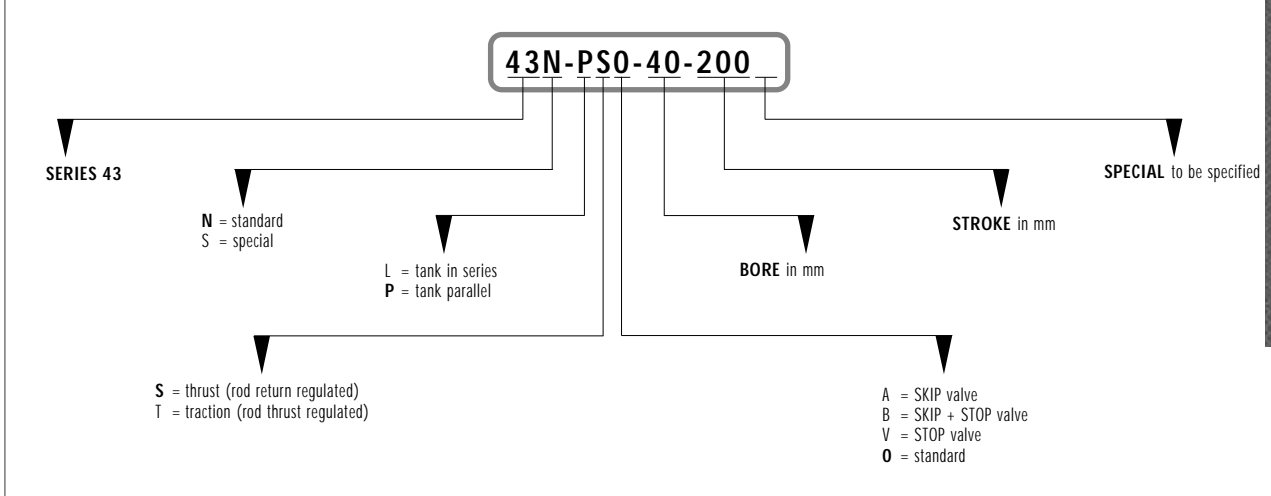 43N-PS0-40-200
SERIES 43
SPECIAL to be specified
N = standard
S = special
STROKE in mm
L = tank in series
P = tank parallel
BORE in mm
S = thrust (rod return regulated)
T = traction (rod thrust regulated)
A = SKIP valve
B = SKIP + STOP valve
V = STOP valve
O = standard